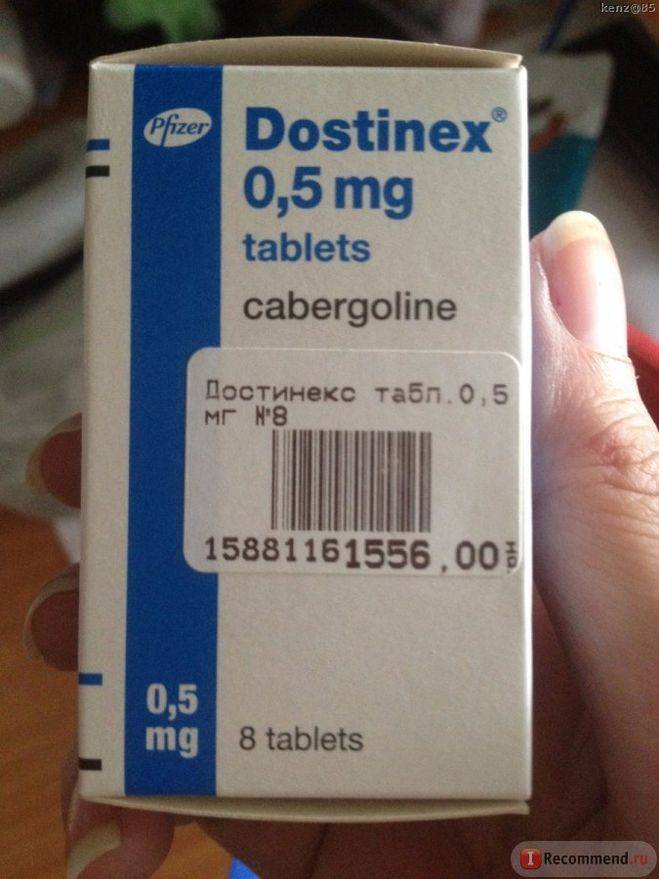 kenz@85
Pfizer
Dostinex®
0,5 mg
tablets
cabergoline
Достинекс табл.0,5
мг №8
15881161556,00
0,5
mg
8 tablets
IRecommend.ru